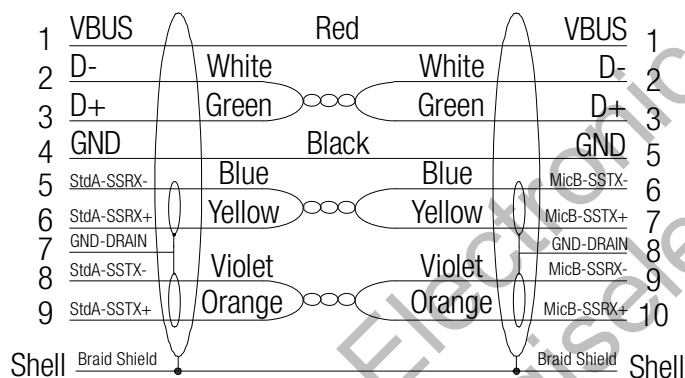 1 VBUS Red VBUS 1
2 D- White White D- 2
3 D+ Green Green D+ 3
4 GND Black GND 5
5 StdA-SSRX- Blue Blue MicB-SSTX- 6
6 StdA-SSRX+ Yellow Yellow MicB-SSTX+ 7
7 GND-DRAIN GND-DRAIN 8
8 StdA-SSTX- Violet Violet MicB-SSRX- 9
9 StdA-SSTX+ Orange Orange MicB-SSRX+ 10
Shell Braid Shield Braid Shield Shell
Electronic